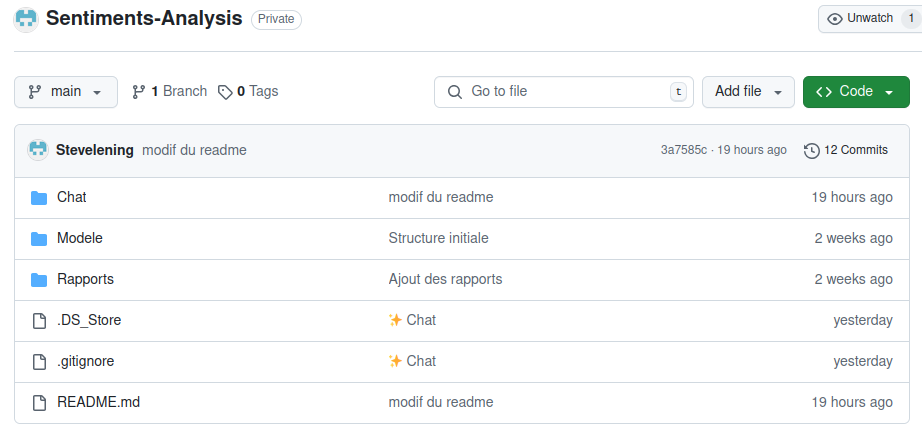 Sentiments-Analysis Private Unwatch 1
main 1 Branch 0 Tags Go to file t Add file Code
Stevelening modif du readme 3a7585c · 19 hours ago 12 Commits
Chat modif du readme 19 hours ago
Modele Structure initiale 2 weeks ago
Rapports Ajout des rapports 2 weeks ago
.DS_Store ✨ Chat yesterday
.gitignore ✨ Chat yesterday
README.md modif du readme 19 hours ago